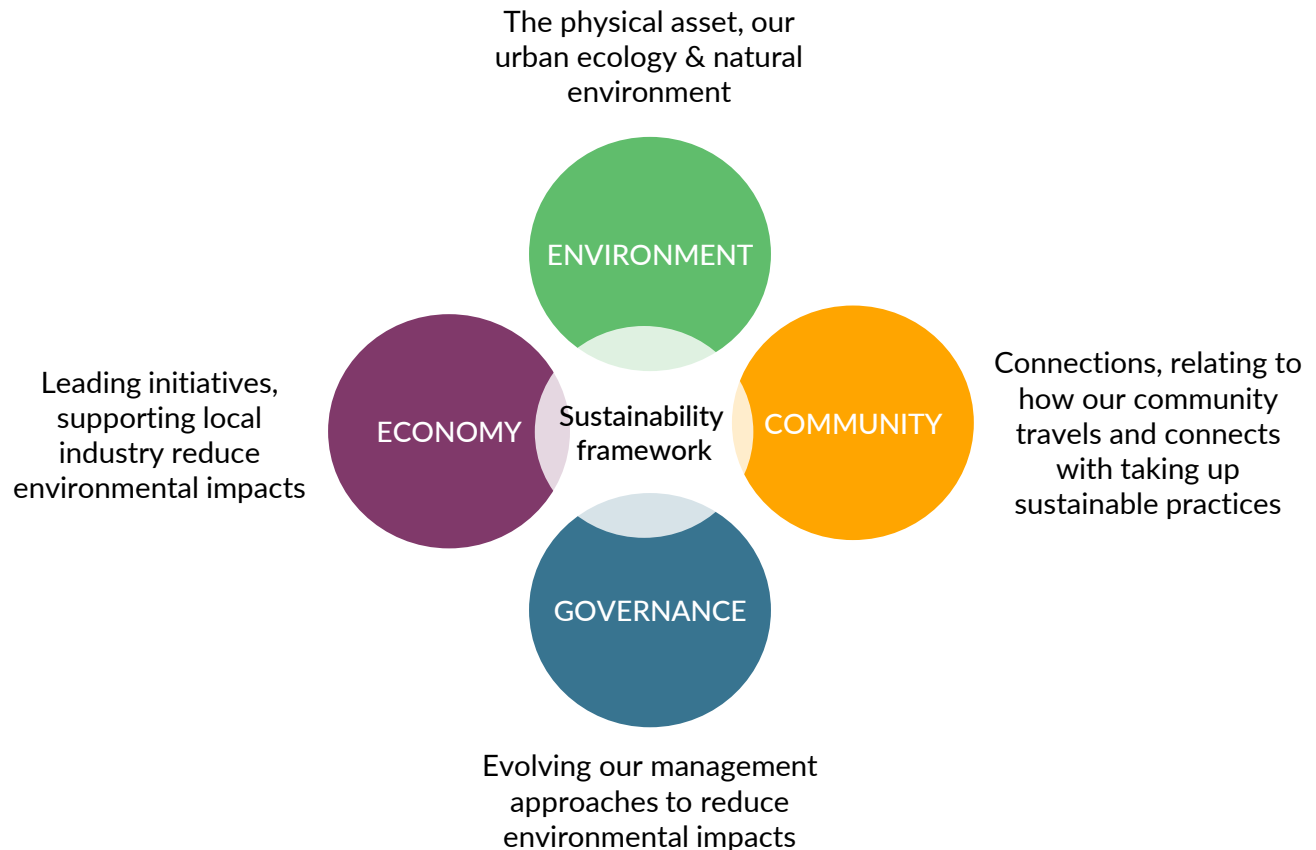 The physical asset, our
urban ecology & natural
environment
ENVIRONMENT
Leading initiatives,
supporting local
industry reduce
environmental impacts
ECONOMY
Sustainability
framework
COMMUNITY
Connections, relating to
how our community
travels and connects
with taking up
sustainable practices
GOVERNANCE
Evolving our management
approaches to reduce
environmental impacts